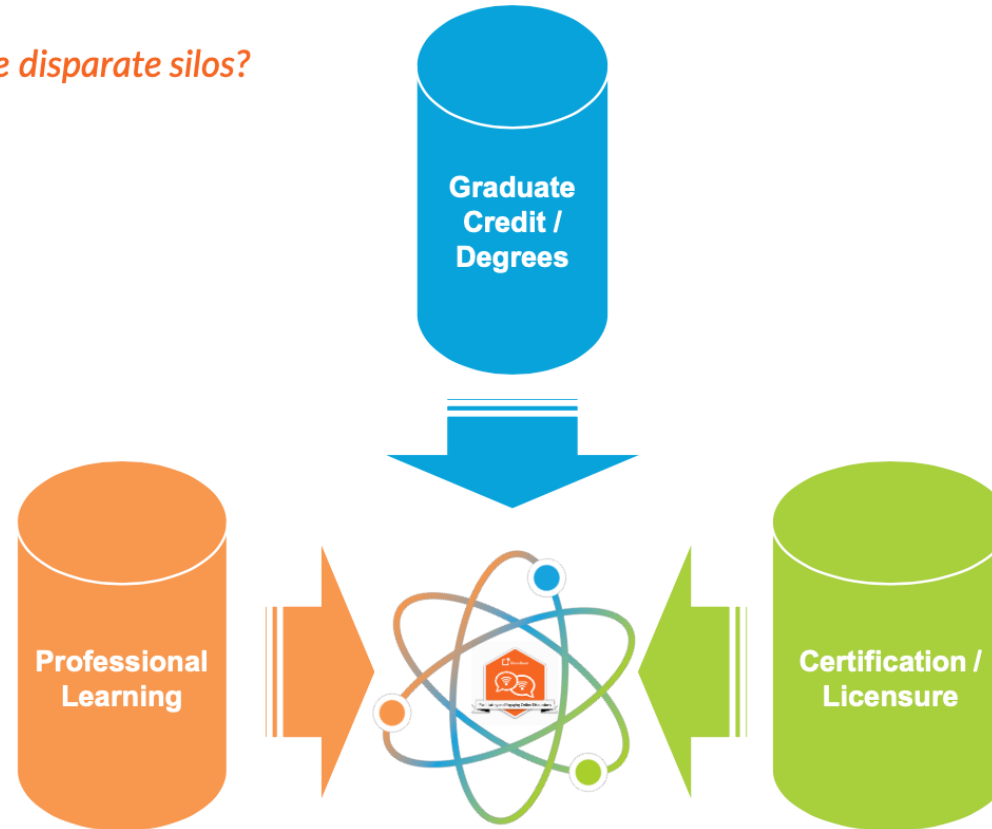 e disparate silos?
Graduate
Credit /
Degrees
Professional
Learning
Certification /
Licensure